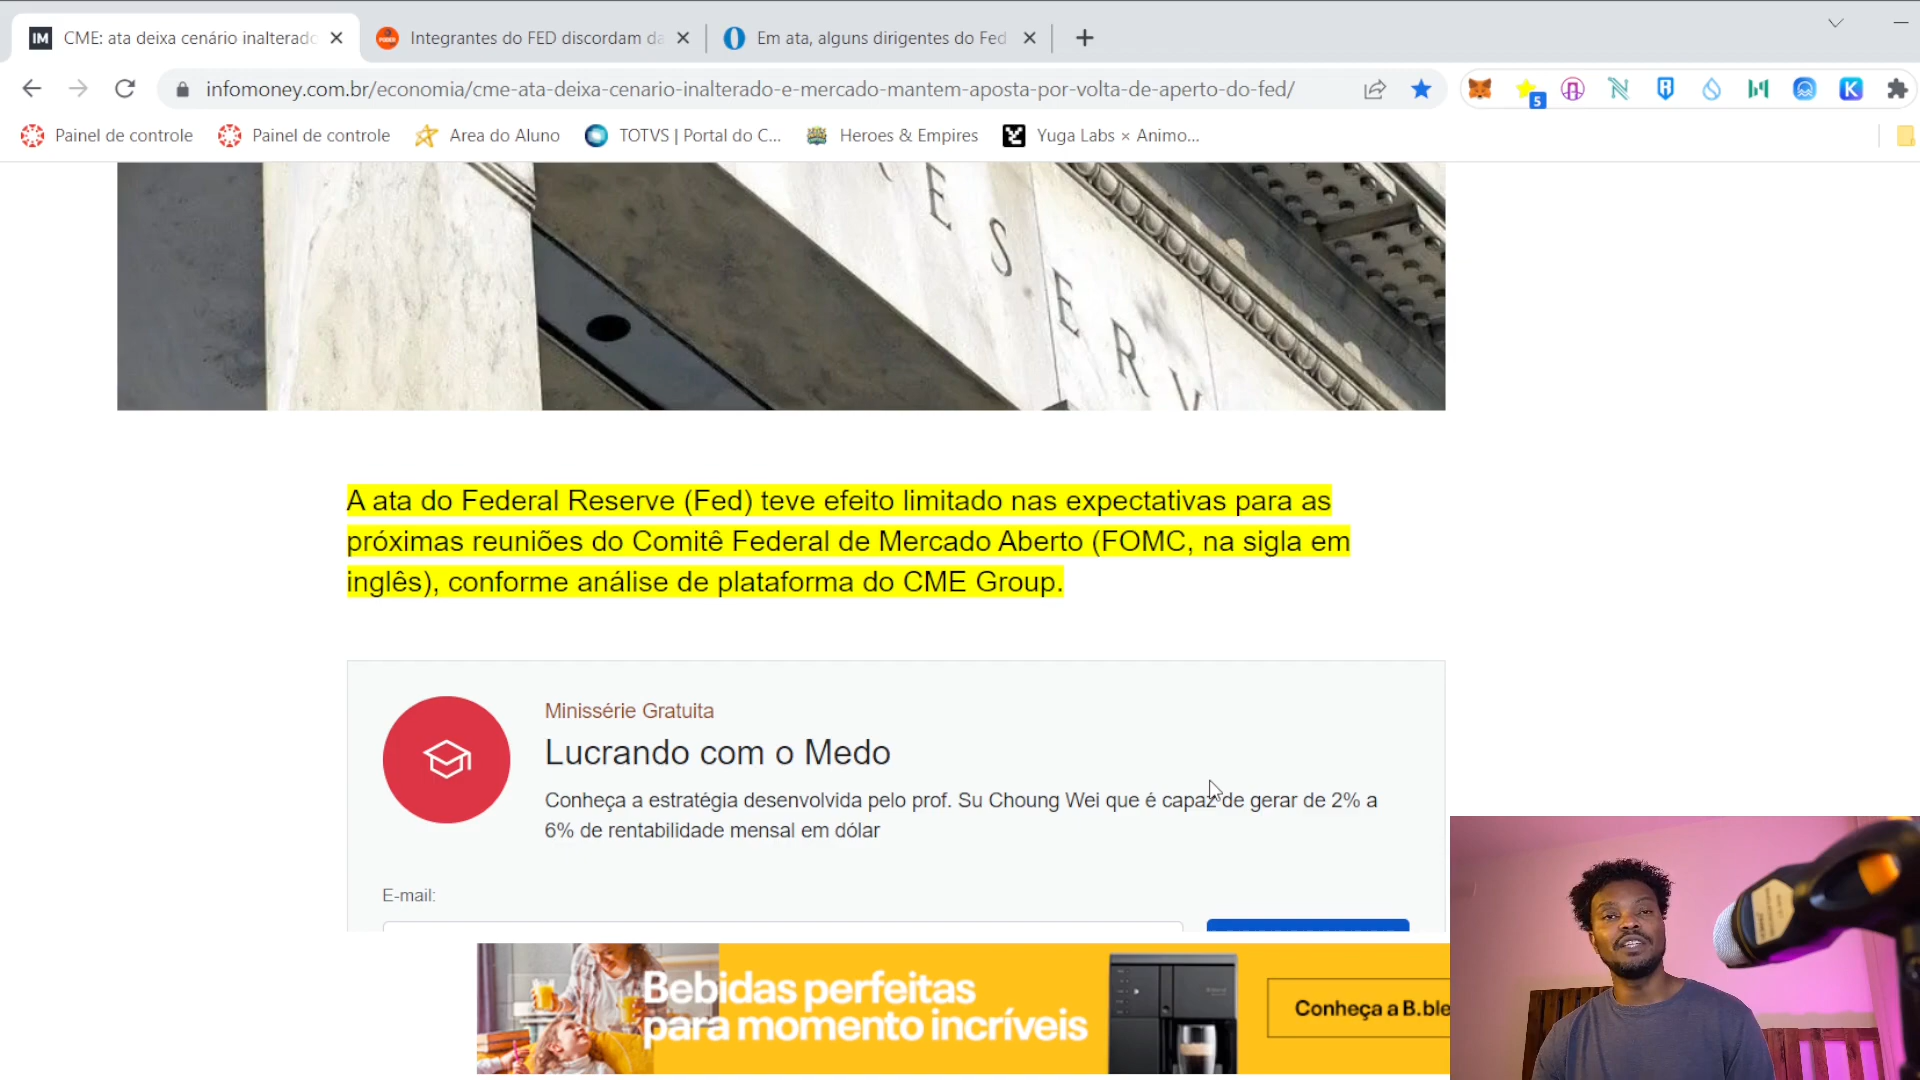 IM CME: ata deixa cenário inalterado
Integrantes do FED discordam da
Em ata, alguns dirigentes do Fed
infomoney.com.br/economia/cme-ata-deixa-cenario-inalterado-e-mercado-mantem-aposta-por-volta-de-aperto-do-fed/
5
K
Painel de controle
Painel de controle
Area do Aluno
TOTVS | Portal do C...
Heroes & Empires
Yuga Labs × Animo...
ESERV
A ata do Federal Reserve (Fed) teve efeito limitado nas expectativas para as
próximas reuniões do Comitê Federal de Mercado Aberto (FOMC, na sigla em
inglês), conforme análise de plataforma do CME Group.
Minissérie Gratuita
Lucrando com o Medo
Conheça a estratégia desenvolvida pelo prof. Su Choung Wei que é capaz de gerar de 2% a
6% de rentabilidade mensal em dólar
E-mail:
Bebidas perfeitas
para momento incríveis
Conheça a B.ble